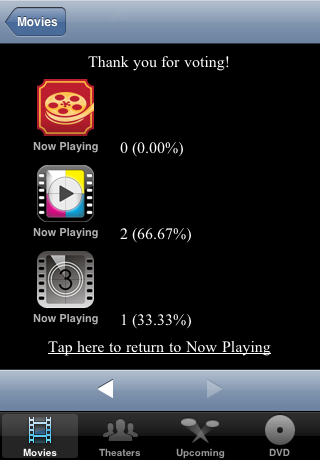 Movies
Thank you for voting!
Now Playing
0 (0.00%)
Now Playing
2 (66.67%)
3
Now Playing
1 (33.33%)
Tap here to return to Now Playing
Movies
Theaters
Upcoming
DVD